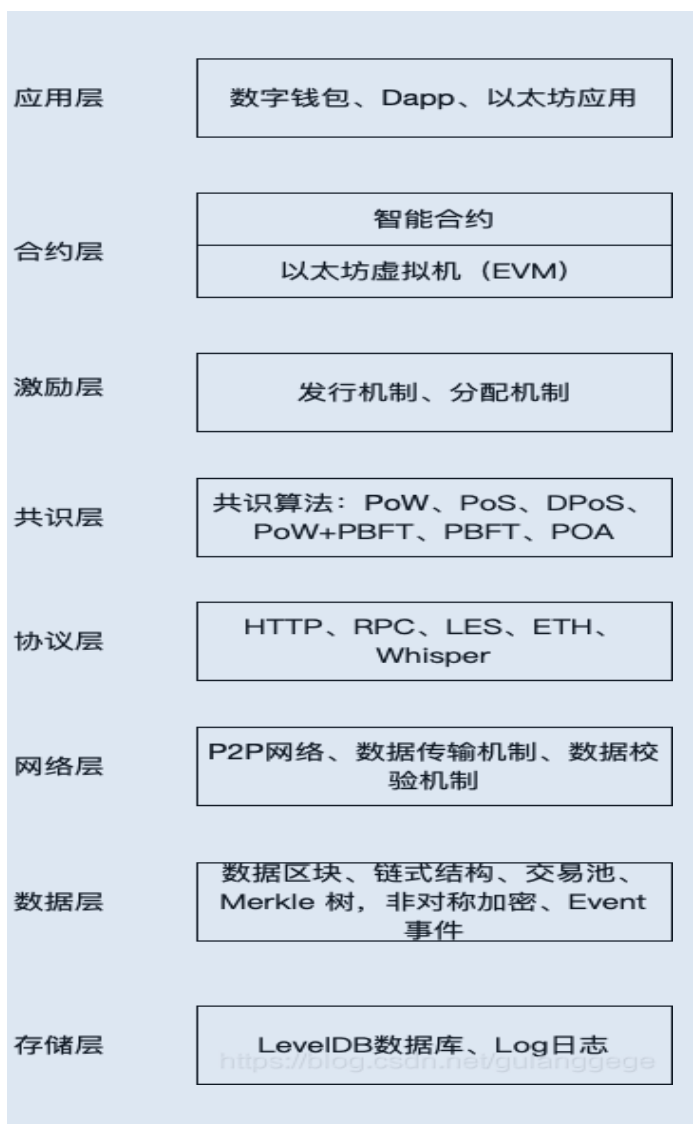 应用层
数字钱包、Dapp、以太坊应用
合约层
智能合约
以太坊虚拟机（EVM）
激励层
发行机制、分配机制
共识层
共识算法：PoW、PoS、DPoS、
PoW+PBFT、PBFT、POA
协议层
HTTP、RPC、LES、ETH、
Whisper
网络层
P2P网络、数据传输机制、数据校
验机制
数据层
数据区块、链式结构、交易池、
Merkle 树，非对称加密、Event
事件
存储层
LevelDB数据库、Log日志
https://blog.csdn.net/gulanggege